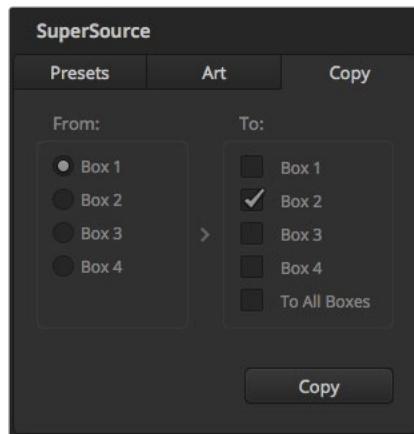 SuperSource
Presets Art Copy
From: To:
Box 1 Box 1
Box 2 Box 2
Box 3 > Box 3
Box 4 Box 4
To All Boxes
Copy